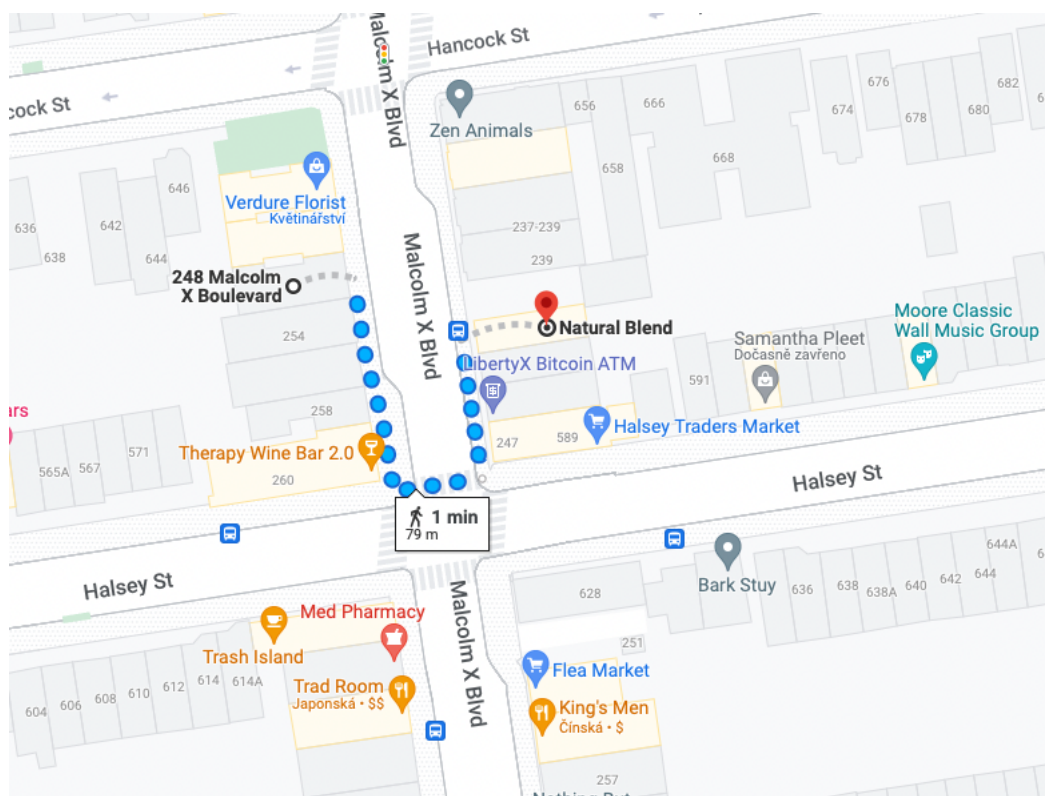 Malcolm X Blvd
Hancock St
cock St
Zen Animals
656
666
676
682
674
678
680
658
668
646
Verdure Florist
Květinářství
636
642
638
644
237-239
239
Malcolm X Blvd
248 Malcolm
X Boulevard
254
Natural Blend
Moore Classic
Wall Music Group
Samantha Pleet
Dočasně zavřeno
LibertyX Bitcoin ATM
591
ars
258
Halsey Traders Market
247
589
Therapy Wine Bar 2.0
571
567
565A
260
Halsey St
1 min
79 m
Halsey St
Malcolm X Blvd
628
Bark Stuy
636
638
638A
640
642
644
644A
Med Pharmacy
251
Trash Island
Flea Market
604
606
608
610
612
614
614A
Trad Room
Japonská • $$
King's Men
Čínská • $
257